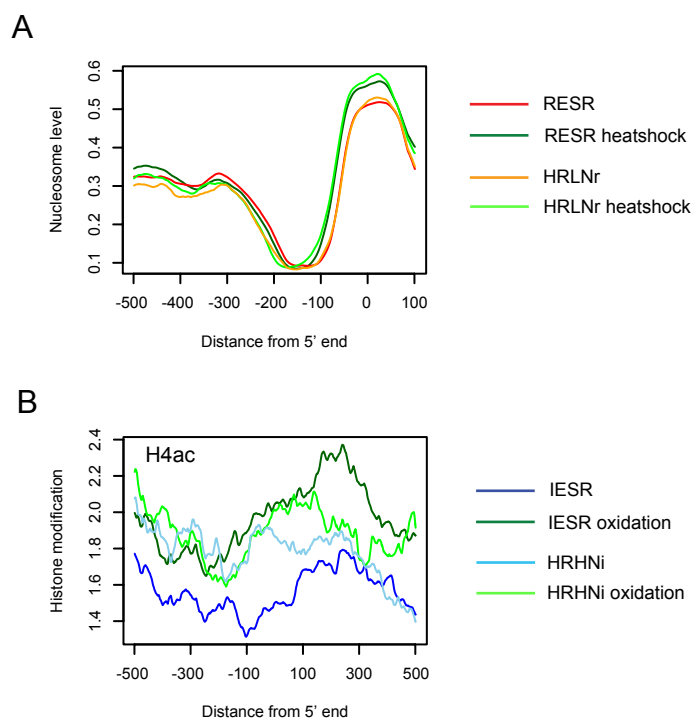 A
Nucleosome level
0.6
0.5
0.4
0.3
0.2
0.1
-500 -400 -300 -200 -100 0 100
Distance from 5’ end
RESR
RESR heatshock
HRLNr
HRLNr heatshock
B
Histone modification
2.4
2.2
2.0
1.8
1.6
1.4
H4ac
-500 -300 -100 100 300 500
Distance from 5’ end
IESR
IESR oxidation
HRHNi
HRHNi oxidation